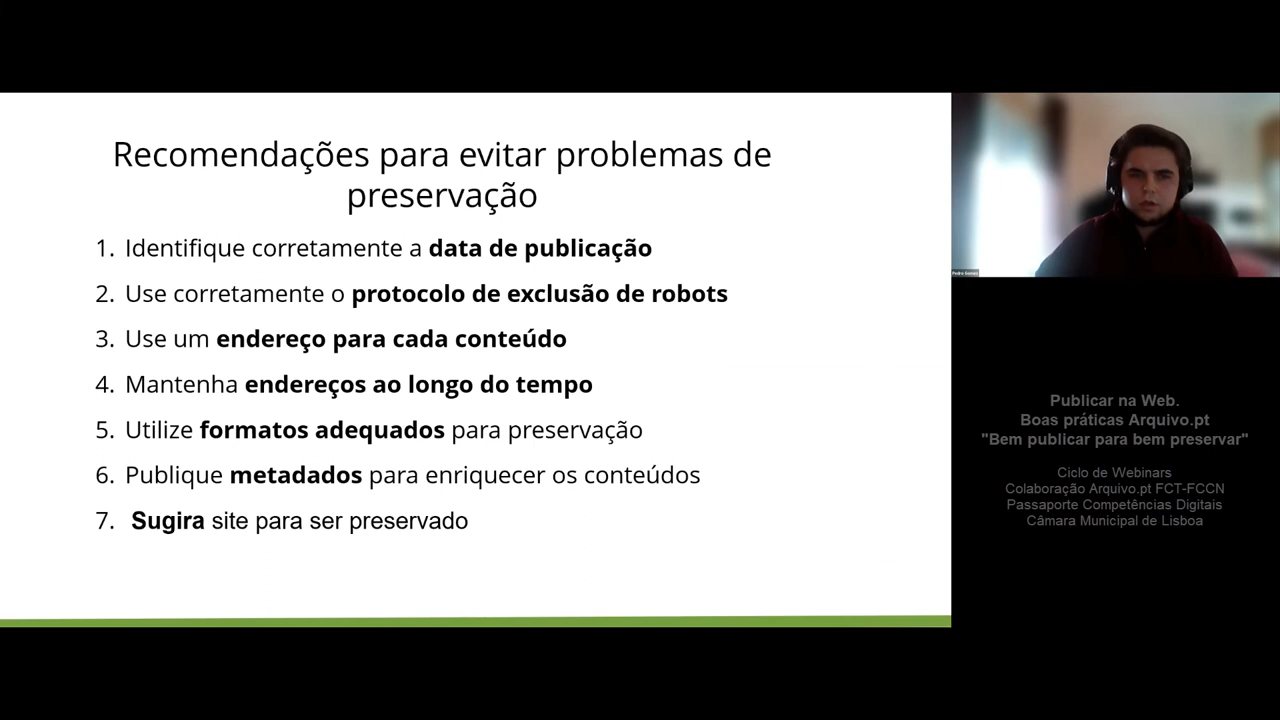 Recomendações para evitar problemas de
preservação
1. Identifique corretamente a data de publicação
2. Use corretamente o protocolo de exclusão de robots
3. Use um endereço para cada conteúdo
4. Mantenha endereços ao longo do tempo
5. Utilize formatos adequados para preservação
6. Publique metadados para enriquecer os conteúdos
7. Sugira site para ser preservado
Publicar na Web.
Boas práticas Arquivo.pt
"Bem publicar para bem preservar"
Ciclo de Webinars
Colaboração Arquivo.pt FCT-FCCN
Passaporte Competências Digitais
Câmara Municipal de Lisboa